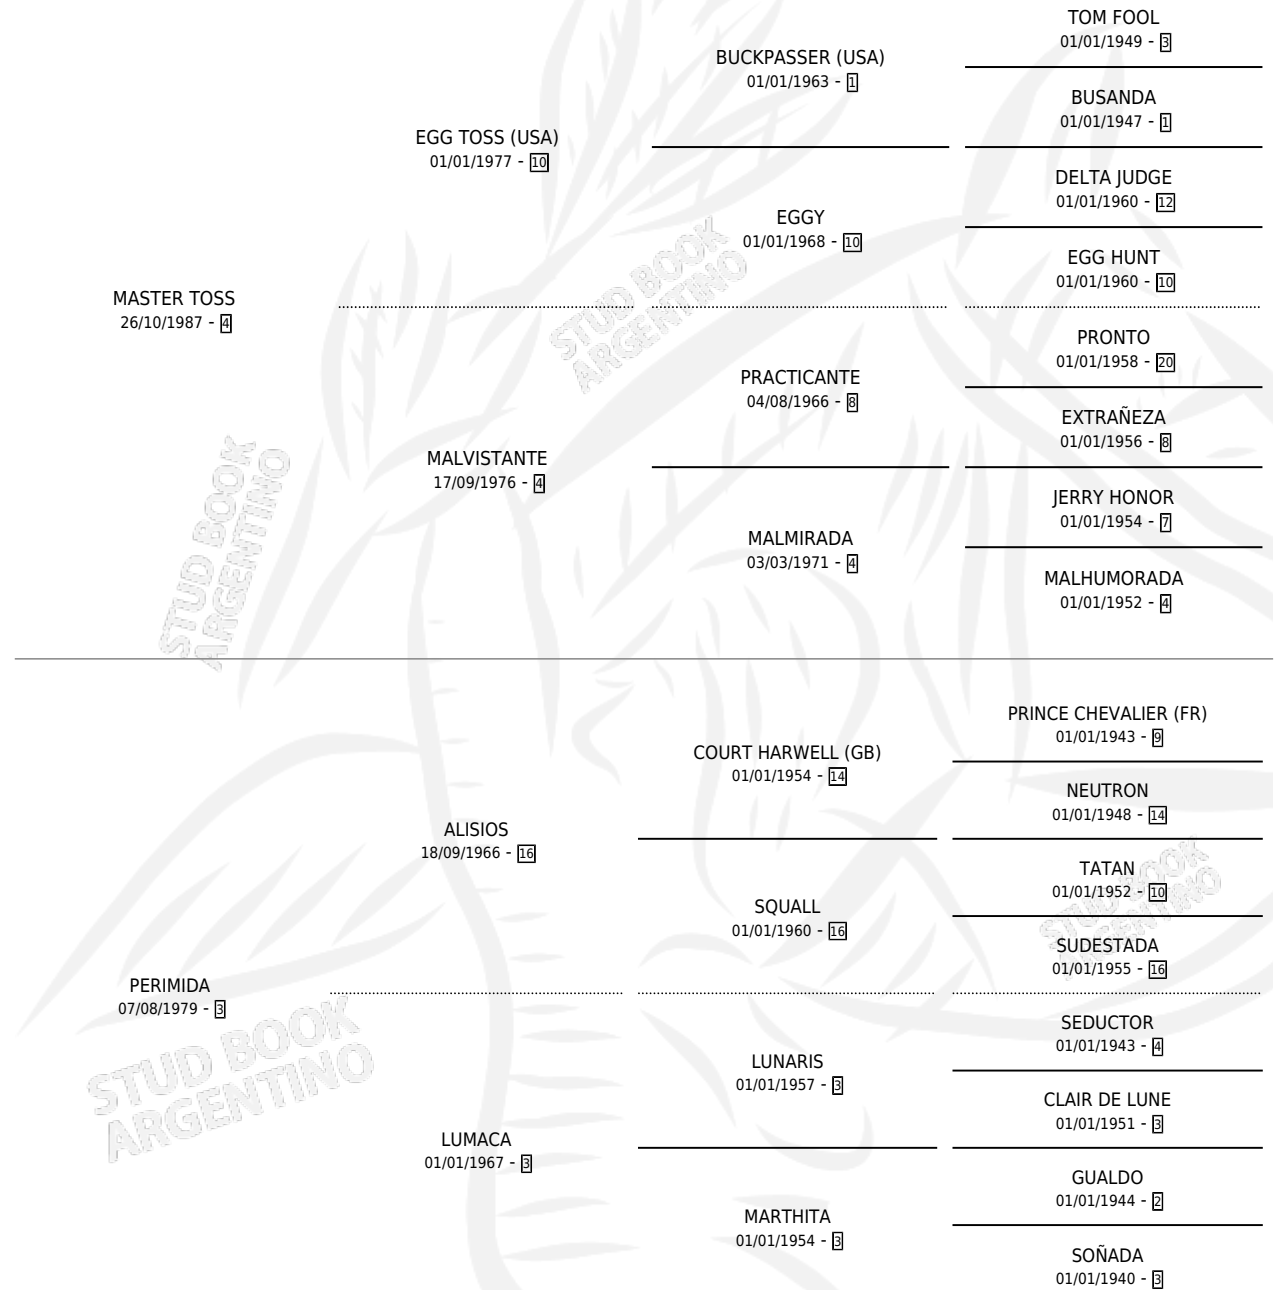 TOM FOOL
01/01/1949 - 3
BUCKPASSER (USA)
01/01/1963 - 1
BUSANDA
01/01/1947 - 1
EGG TOSS (USA)
01/01/1977 - 10
DELTA JUDGE
01/01/1960 - 12
EGGY
01/01/1968 - 10
EGG HUNT
01/01/1960 - 10
MASTER TOSS
26/10/1987 - 4
PRONTO
01/01/1958 - 20
PRACTICANTE
04/08/1966 - 8
EXTRAÑEZA
01/01/1956 - 8
MALVISTANTE
17/09/1976 - 4
JERRY HONOR
01/01/1954 - 7
MALMIRADA
03/03/1971 - 4
MALHUMORADA
01/01/1952 - 4
PRINCE CHEVALIER (FR)
01/01/1943 - 9
COURT HARWELL (GB)
01/01/1954 - 14
NEUTRON
01/01/1948 - 14
ALISIOS
18/09/1966 - 16
TATAN
01/01/1952 - 10
SQUALL
01/01/1960 - 16
SUDESTADA
01/01/1955 - 16
PERIMIDA
07/08/1979 - 3
SEDUCTOR
01/01/1943 - 4
LUNARIS
01/01/1957 - 3
CLAIR DE LUNE
01/01/1951 - 3
LUMACA
01/01/1967 - 3
GUALDO
01/01/1944 - 2
MARTHITA
01/01/1954 - 3
SOÑADA
01/01/1940 - 3
STUD BOOK
ARGENTINO
STUD BOOK
ARGENTINO
STUD BOOK
ARGENTINO
STUD BOOK
ARGENTINO